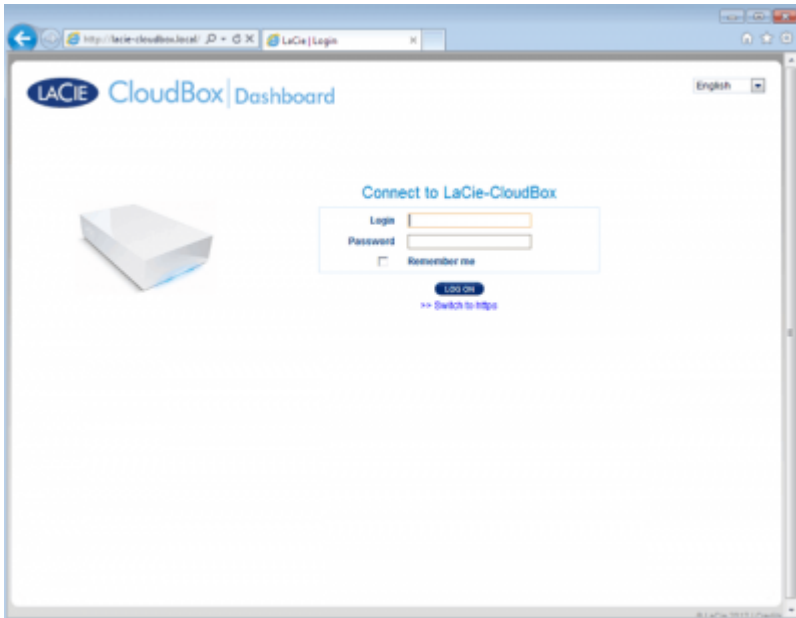 http://lacie-cloudbox.local/
LaCie | Login
LACIE CloudBox Dashboard
English
Connect to LaCie-CloudBox
Login
Password
Remember me
LOG ON
>> Switch to https